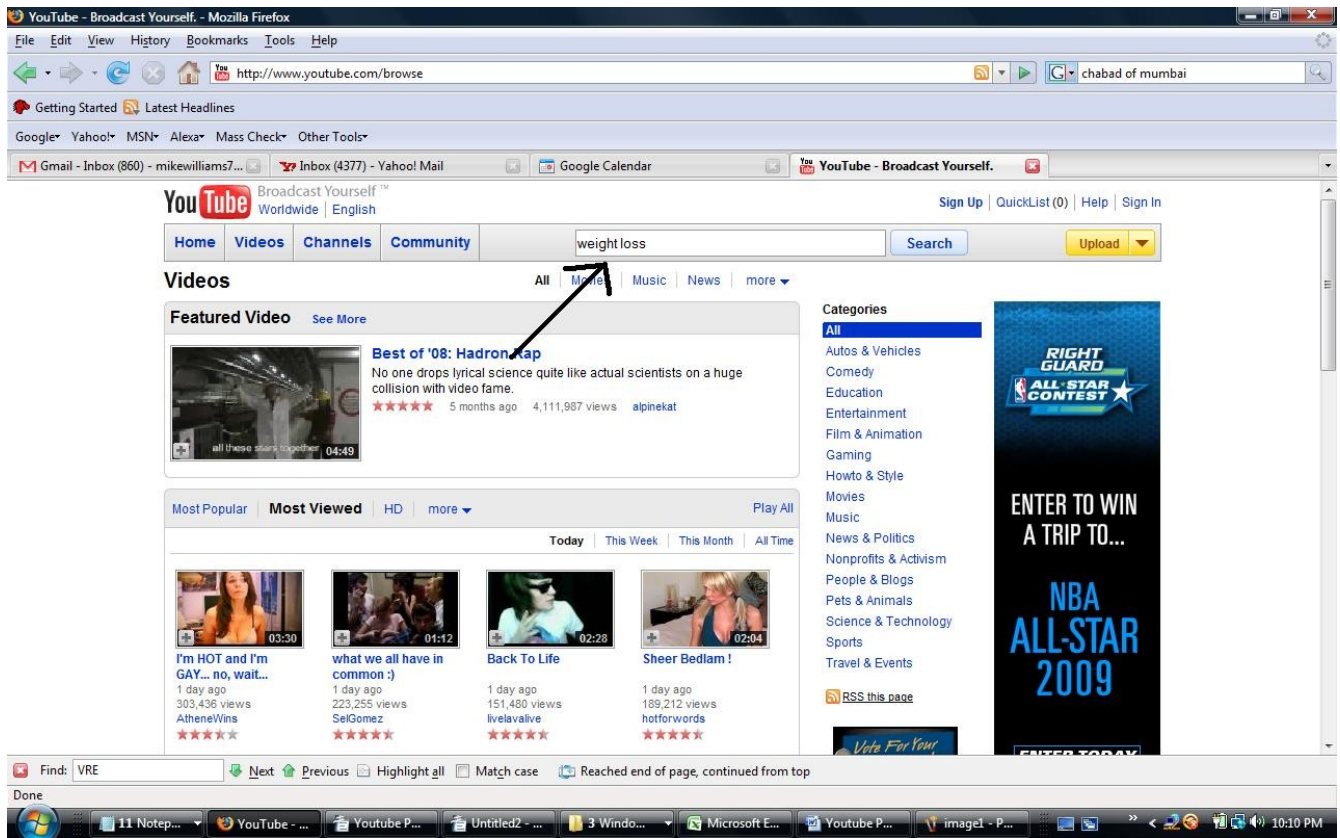 YouTube - Broadcast Yourself. - Mozilla Firefox
File Edit View History Bookmarks Tools Help
http://www.youtube.com/browse
G chabad of mumbai
Getting Started Latest Headlines
Google Yahoo! MSN Alexa Mass Check Other Tools
Gmail - Inbox (860) - mikewilliams7... Inbox (4377) - Yahoo! Mail Google Calendar YouTube - Broadcast Yourself.
YouTube Broadcast Yourself ™
Worldwide | English
Sign Up | QuickList (0) | Help | Sign In
Home Videos Channels Community weight loss Search Upload
Videos All Music News more
Featured Video See More
Best of '08: Hadron Rap
No one drops lyrical science quite like actual scientists on a huge
collision with video fame.
5 months ago 4,111,987 views alpinekat
all these stairs together 04:49
Most Popular Most Viewed HD more Play All
Today This Week This Month All Time
03:30 01:12 02:28 02:04
I'm HOT and I'm
GAY... no, wait...
1 day ago
303,436 views
AtheneWins
what we all have in
common :)
1 day ago
223,255 views
SelGomez
Back To Life
1 day ago
151,480 views
livelavalive
Sheer Bedlam !
1 day ago
189,212 views
hotforwords
Categories
All
Autos & Vehicles
Comedy
Education
Entertainment
Film & Animation
Gaming
Howto & Style
Movies
Music
News & Politics
Nonprofits & Activism
People & Blogs
Pets & Animals
Science & Technology
Sports
Travel & Events
RSS this page
Vote For Your
RIGHT
GUARD
ALL-STAR
CONTEST
ENTER TO WIN
A TRIP TO...
NBA
ALL-STAR
2009
ENTER TODAY
Find: VRE Next Previous Highlight all Match case Reached end of page, continued from top
Done
11 Notep... YouTube - ... Youtube P... Untitled2 - ... 3 Windo... Microsoft E... Youtube P... image1 - P... 10:10 PM